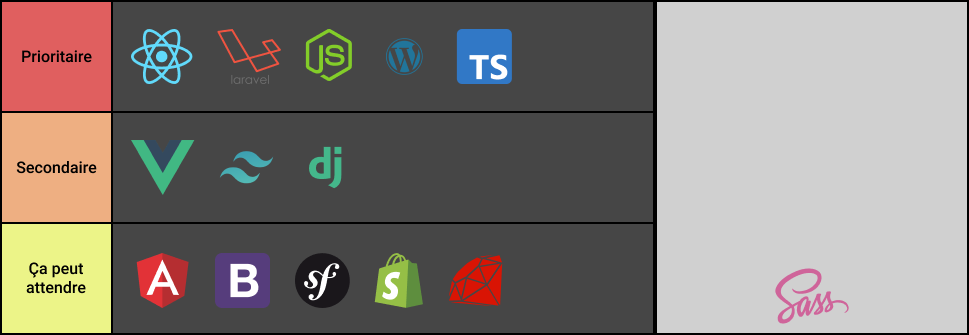 Prioritaire
laravel
JS
W
TS
Secondaire
dj
Ça peut
attendre
A
B
sf
S
Sass